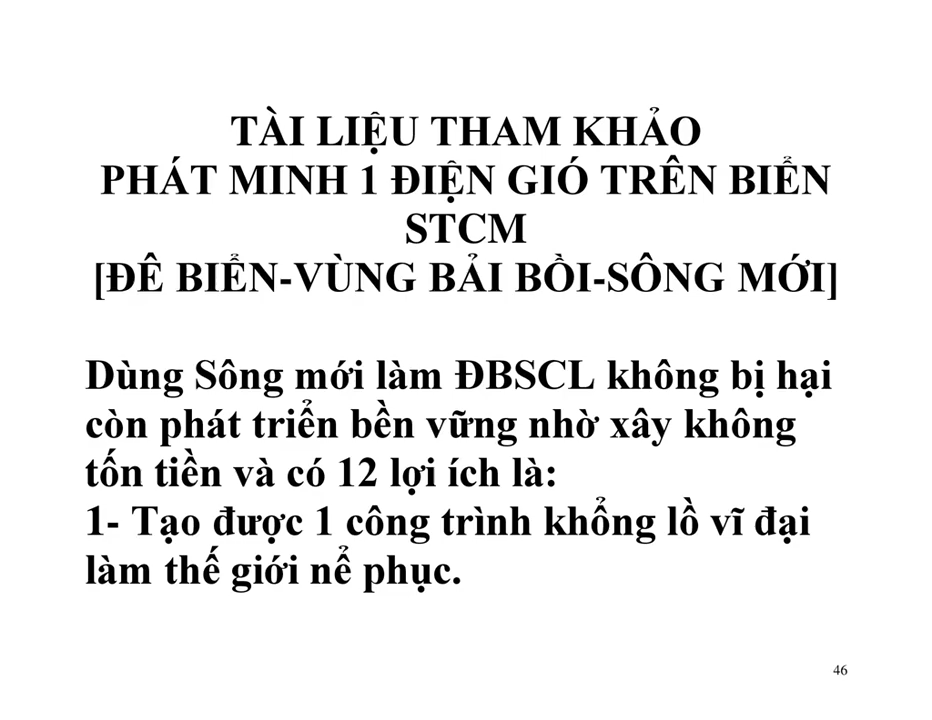 TÀI LIỆU THAM KHẢO
PHÁT MINH 1 ĐIỆN GIÓ TRÊN BIỂN
STCM
[ĐÊ BIỂN-VÙNG BẢI BỒI-SÔNG MỚI]
Dùng Sông mới làm ĐBSCL không bị hại
còn phát triển bền vững nhờ xây không
tốn tiền và có 12 lợi ích là:
1- Tạo được 1 công trình khổng lồ vĩ đại
làm thế giới nể phục.
46